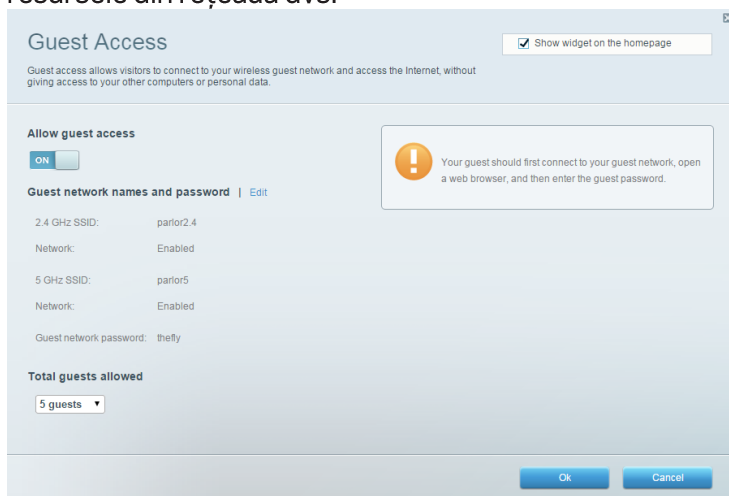 Guest Access
Show widget on the homepage
Guest access allows visitors to connect to your wireless guest network and access the Internet, without
giving access to your other computers or personal data.
Allow guest access
ON
Your guest should first connect to your guest network, open
a web browser, and then enter the guest password.
Guest network names and password | Edit
2.4 GHz SSID: parlor2.4
Network: Enabled
5 GHz SSID: parlor5
Network: Enabled
Guest network password: thefly
Total guests allowed
5 guests
Ok Cancel